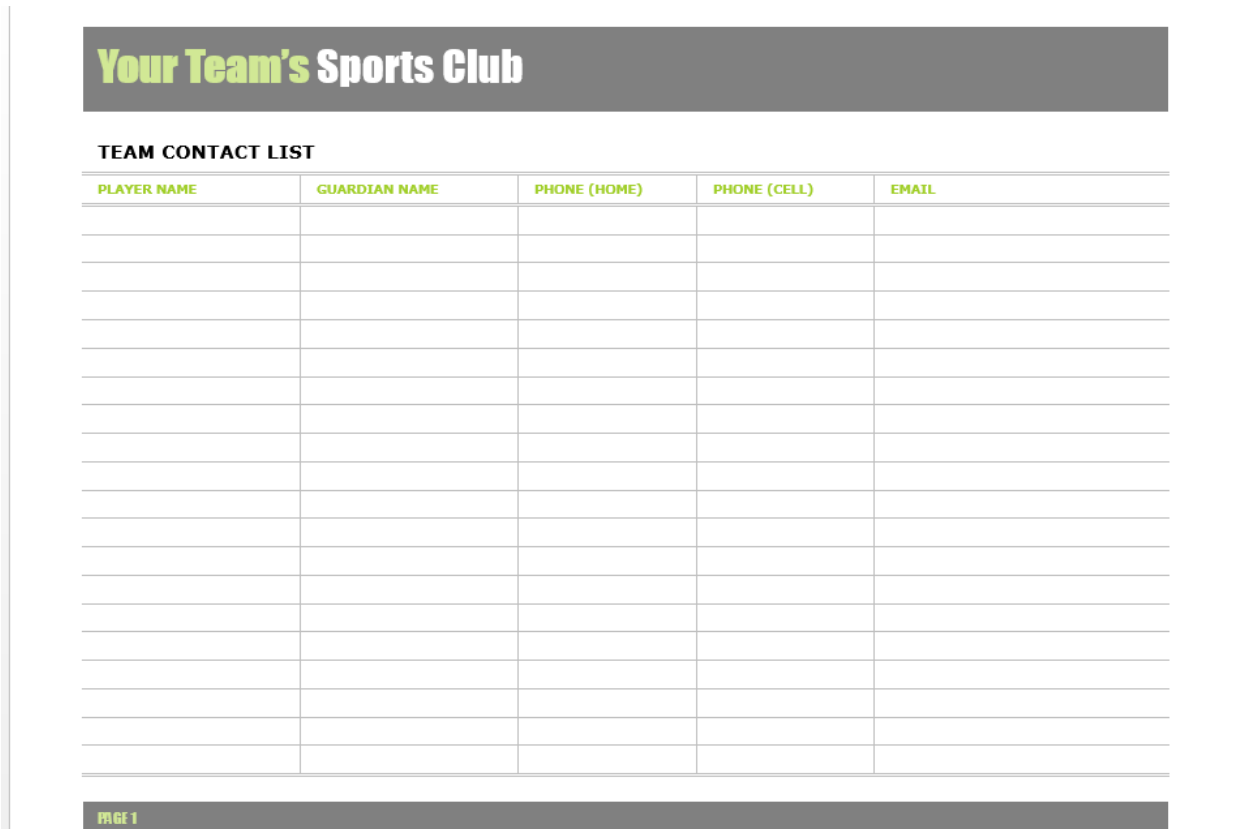 Your Team’s Sports Club
TEAM CONTACT LIST
PLAYER NAME GUARDIAN NAME PHONE (HOME) PHONE (CELL) EMAIL
PAGE 1